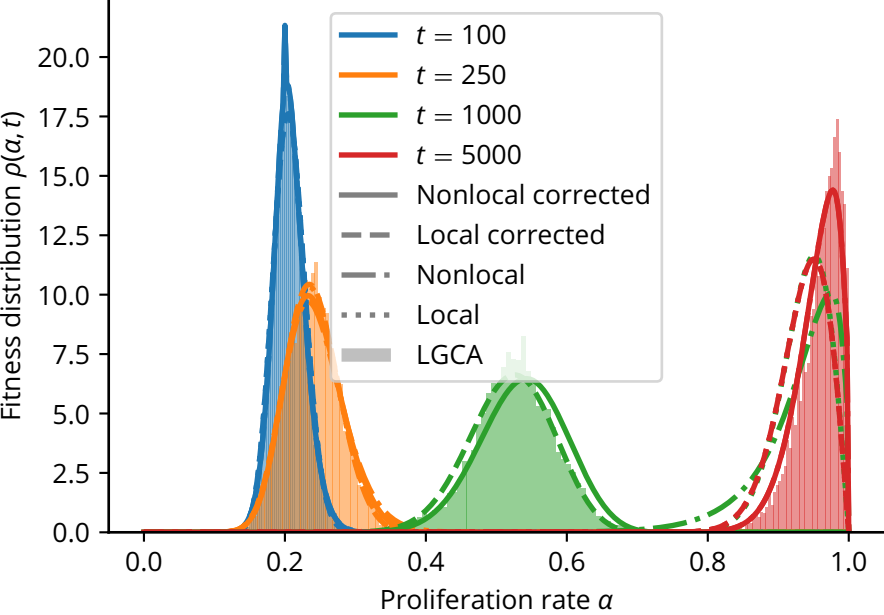 20.0
17.5
15.0
12.5
10.0
7.5
5.0
2.5
0.0
Fitness distribution ρ(α, t)
t = 100
t = 250
t = 1000
t = 5000
Nonlocal corrected
Local corrected
Nonlocal
Local
LGCA
0.0 0.2 0.4 0.6 0.8 1.0
Proliferation rate α